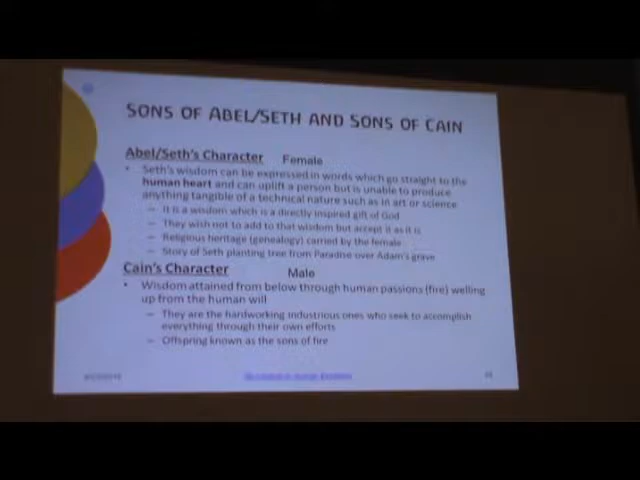 SONS OF ABEL/SETH AND SONS OF CAIN
Abel/Seth's Character Female
• Seth's wisdom can be expressed in words which go straight to the
human heart and can uplift a person but is unable to produce
anything tangible of a technical nature such as in art or science
— It is a wisdom which is a directly inspired gift of God
— They wish not to add to that wisdom but accept it as it is
— Religious heritage (genealogy) carried by the female
— Story of Seth planting tree from Paradise over Adam's grave
Cain's Character Male
• Wisdom attained from below through human passions (fire) welling
up from the human will
— They are the hardworking industrious ones who seek to accomplish
everything through their own efforts
— Offspring known as the sons of fire